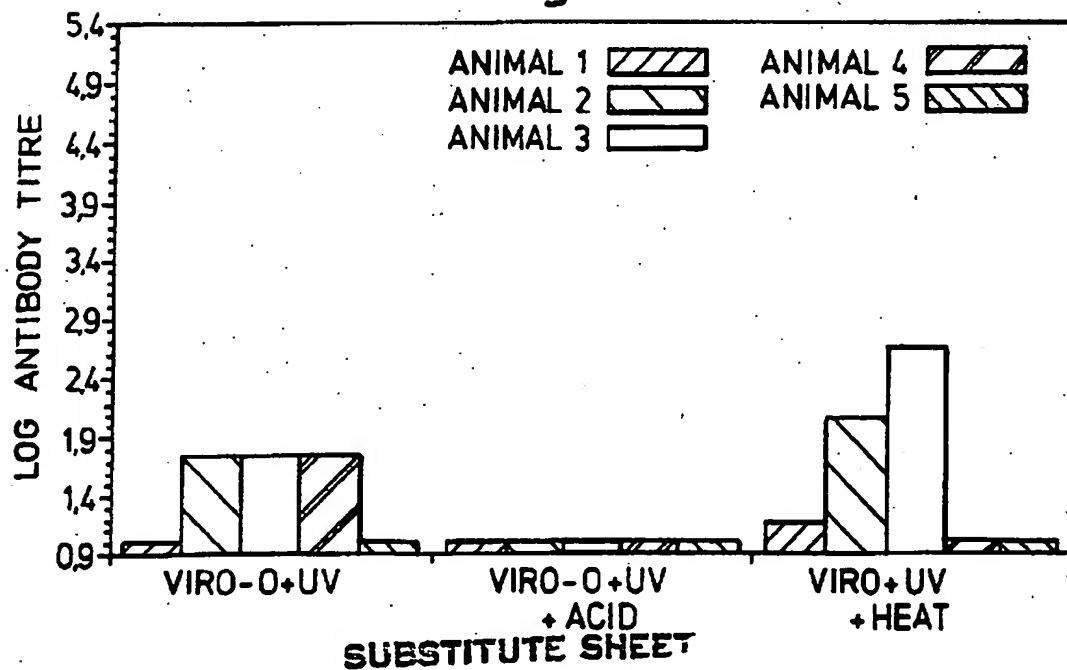 5,4
4,9
4,4
3,9
3,4
2,9
2,4
1,9
1,4
0,9
LOG ANTIBODY TITRE
ANIMAL 1
ANIMAL 2
ANIMAL 3
ANIMAL 4
ANIMAL 5
VIRO-O+UV
VIRO-O+UV
+ ACID
VIRO+UV
+HEAT
SUBSTITUTE SHEET